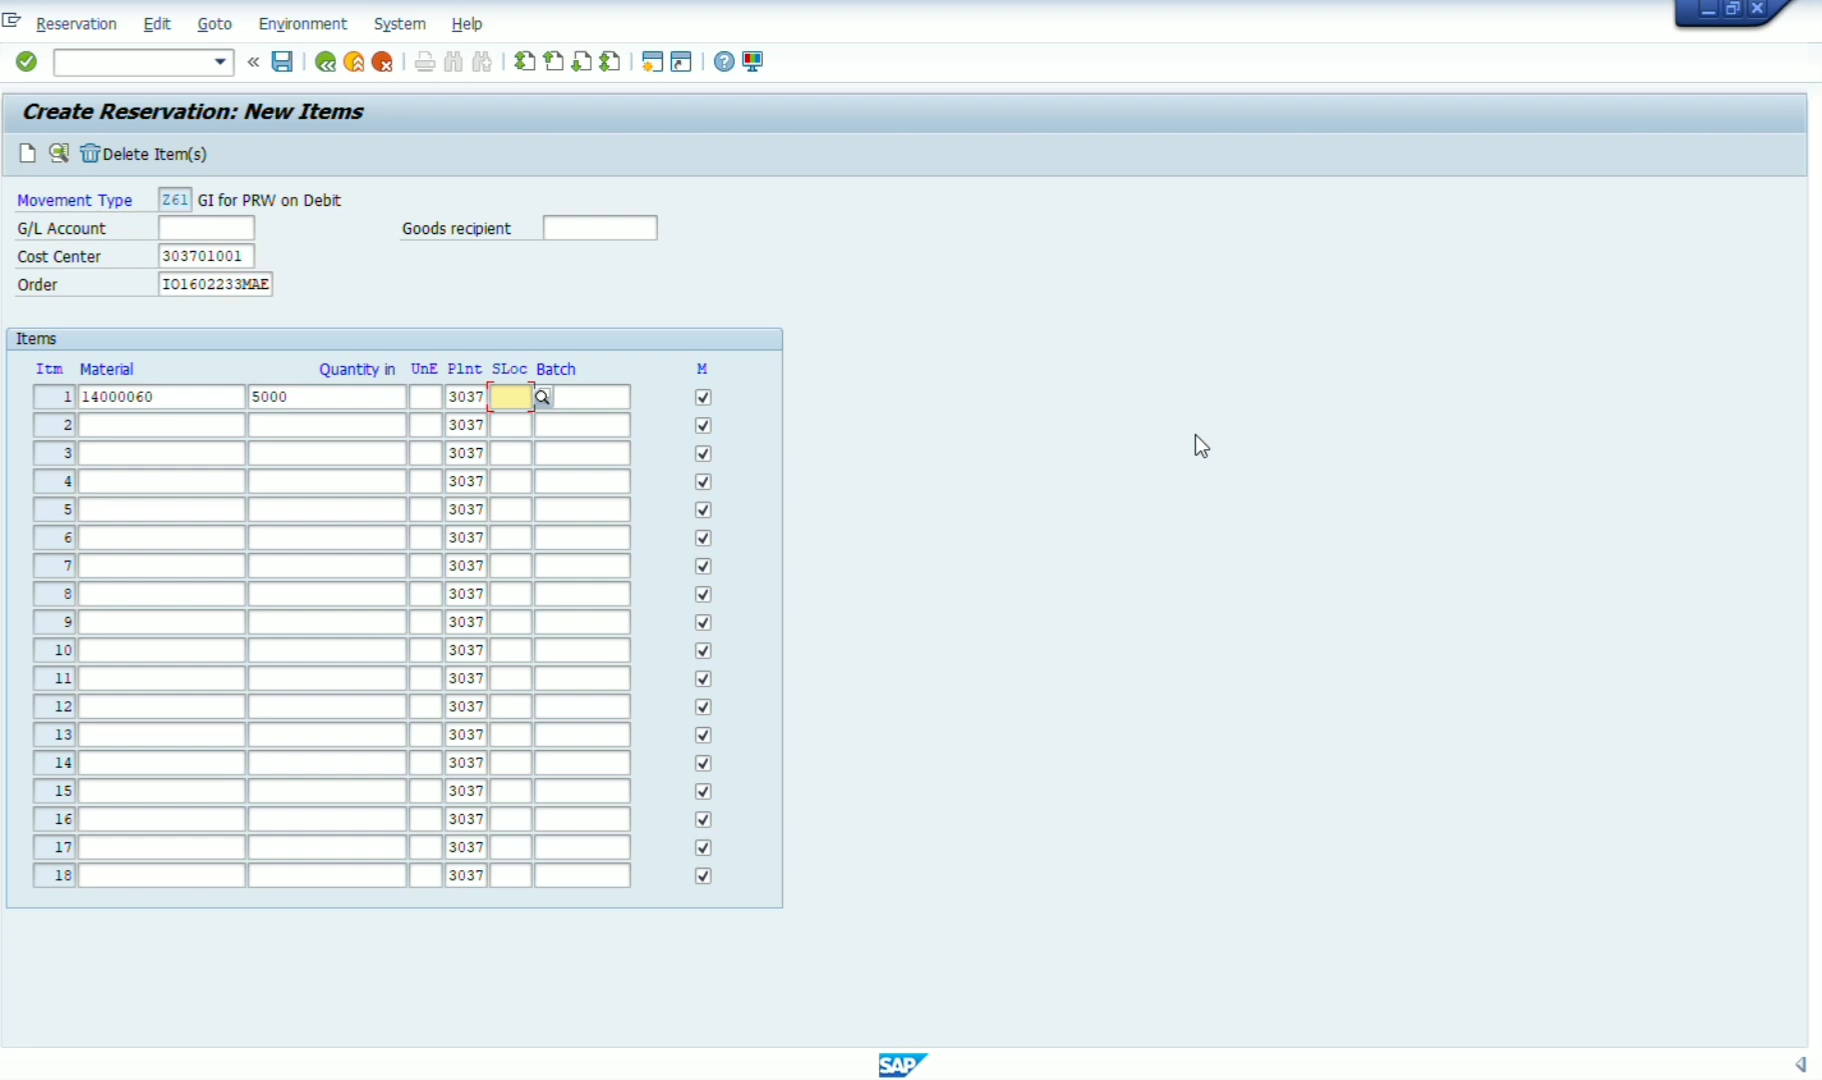 Reservation Edit Goto Environment System Help
Create Reservation: New Items
Delete Item(s)
Movement Type Z61 GI for PRW on Debit
G/L Account Goods recipient
Cost Center 303701001
Order IO1602233MAE
Items
Itm Material Quantity in UnE Plnt SLoc Batch M
1 14000060 5000 3037
2 3037
3 3037
4 3037
5 3037
6 3037
7 3037
8 3037
9 3037
10 3037
11 3037
12 3037
13 3037
14 3037
15 3037
16 3037
17 3037
18 3037
SAP